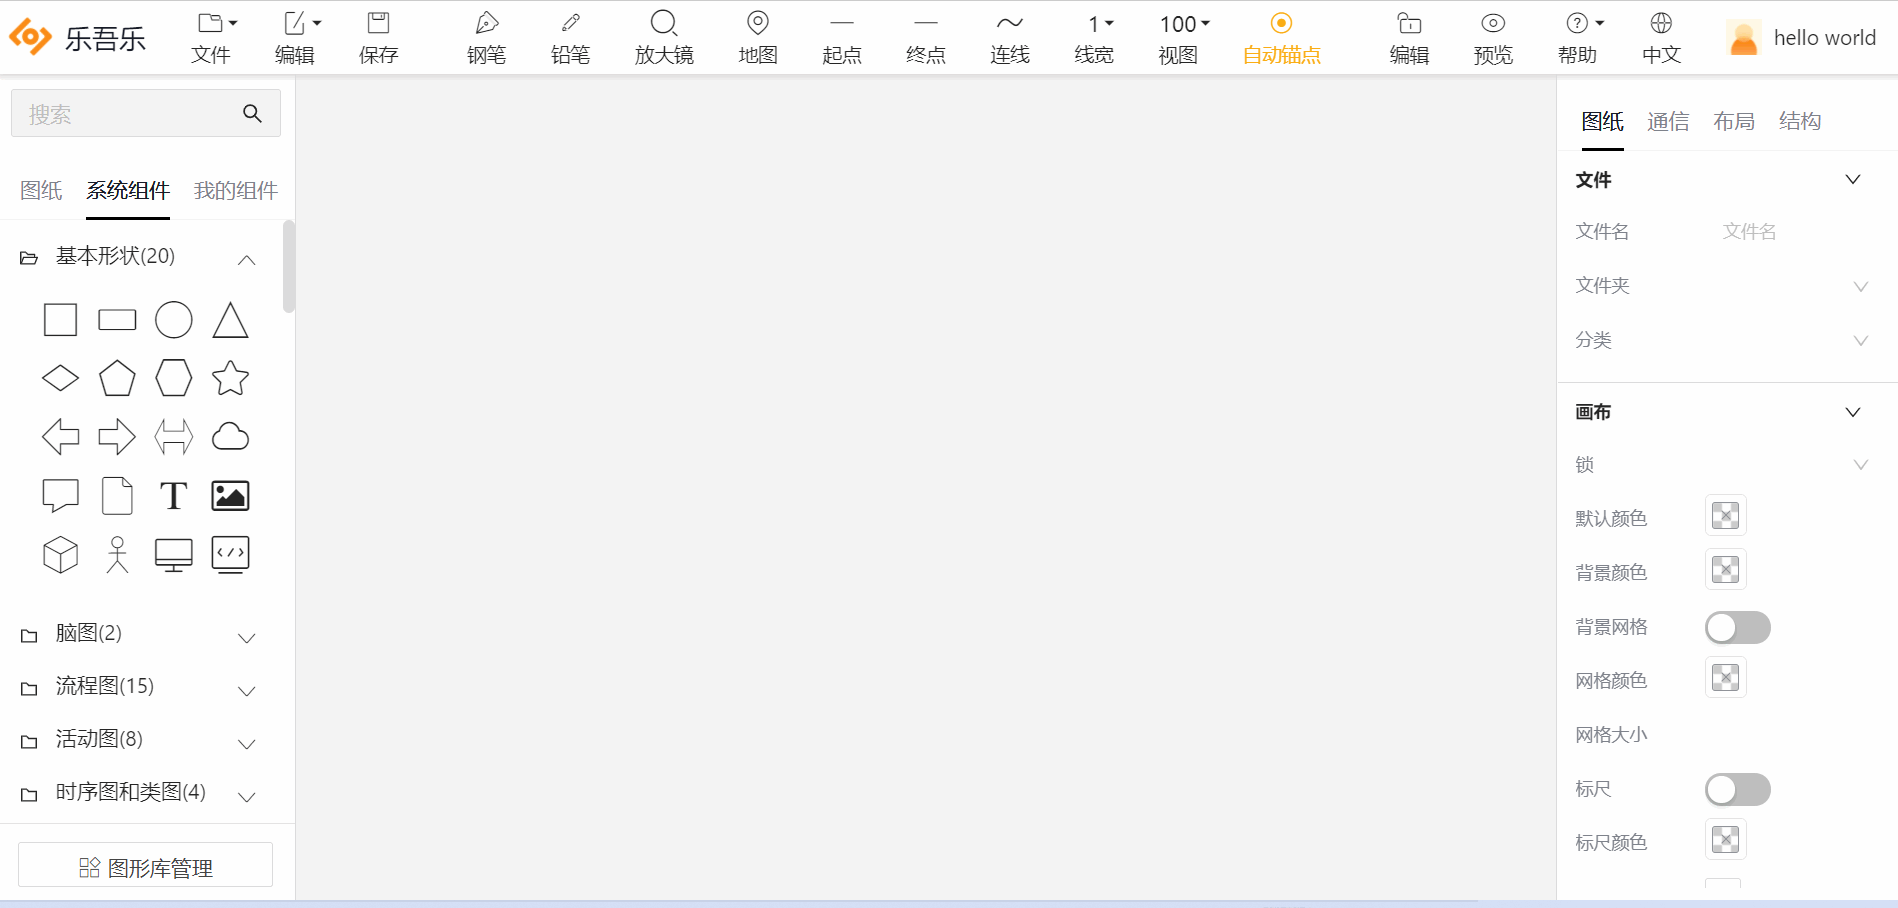 乐吾乐
文件
编辑
保存
钢笔
铅笔
放大镜
地图
起点
终点
连线
1
线宽
100
视图
自动锚点
编辑
预览
帮助
中文
hello world
搜索
图纸 系统组件 我的组件
基本形状(20)
T
脑图(2)
流程图(15)
活动图(8)
时序图和类图(4)
图形库管理
图纸 通信 布局 结构
文件
文件名 文件名
文件夹
分类
画布
锁
默认颜色
背景颜色
背景网格
网格颜色
网格大小
标尺
标尺颜色